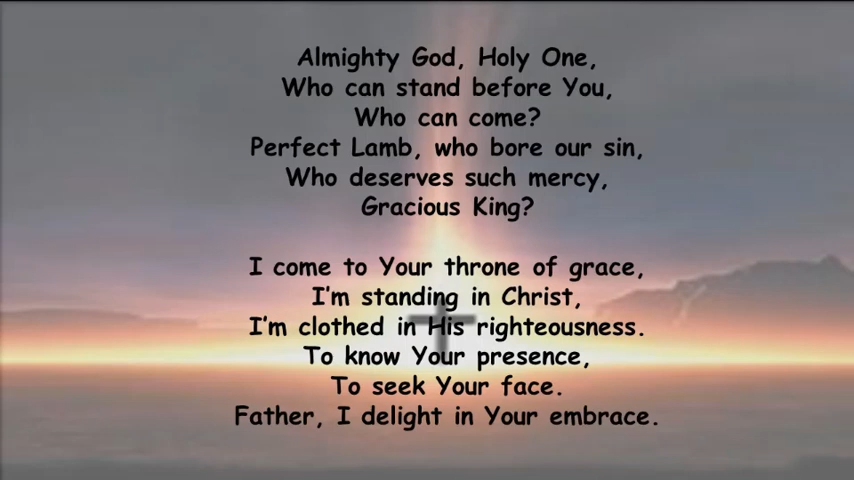 Almighty God, Holy One,
Who can stand before You,
Who can come?
Perfect Lamb, who bore our sin,
Who deserves such mercy,
Gracious King?
I come to Your throne of grace,
I'm standing in Christ,
I'm clothed in His righteousness.
To know Your presence,
To seek Your face.
Father, I delight in Your embrace.